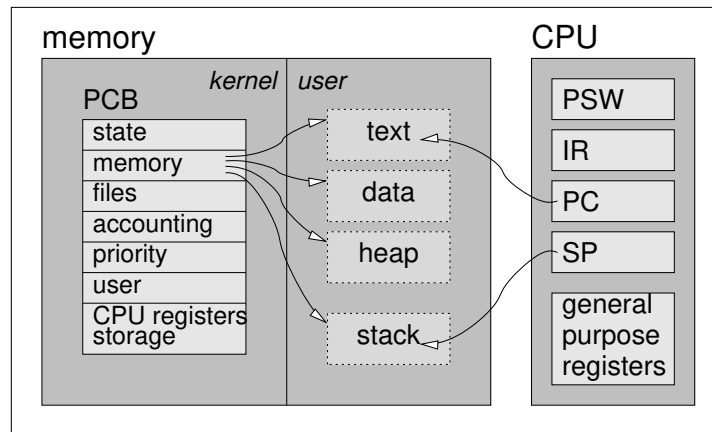 memory
kernel
user
PCB
state
memory
files
accounting
priority
user
CPU registers
storage
text
data
heap
stack
CPU
PSW
IR
PC
SP
general
purpose
registers